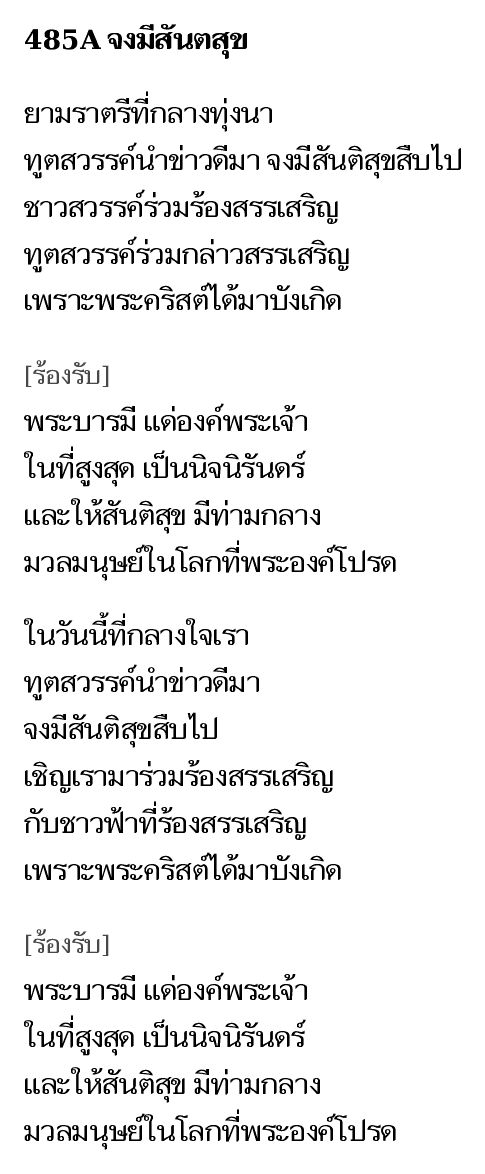 485A จงมีสันตสุข
ยามราตรีที่กลางทุ่งนา
ทูตสวรรค์นำข่าวดีมา จงมีสันติสุขสืบไป
ชาวสวรรค์ร่วมร้องสรรเสริญ
ทูตสวรรค์ร่วมกล่าวสรรเสริญ
เพราะพระคริสต์ได้มาบังเกิด
[ร้องรับ]
พระบารมี แด่องค์พระเจ้า
ในที่สูงสุด เป็นนิจนิรันดร์
และให้สันติสุข มีท่ามกลาง
มวลมนุษย์ในโลกที่พระองค์โปรด
ในวันนี้ที่กลางใจเรา
ทูตสวรรค์นำข่าวดีมา
จงมีสันติสุขสืบไป
เชิญเรามาร่วมร้องสรรเสริญ
กับชาวฟ้าที่ร้องสรรเสริญ
เพราะพระคริสต์ได้มาบังเกิด
[ร้องรับ]
พระบารมี แด่องค์พระเจ้า
ในที่สูงสุด เป็นนิจนิรันดร์
และให้สันติสุข มีท่ามกลาง
มวลมนุษย์ในโลกที่พระองค์โปรด